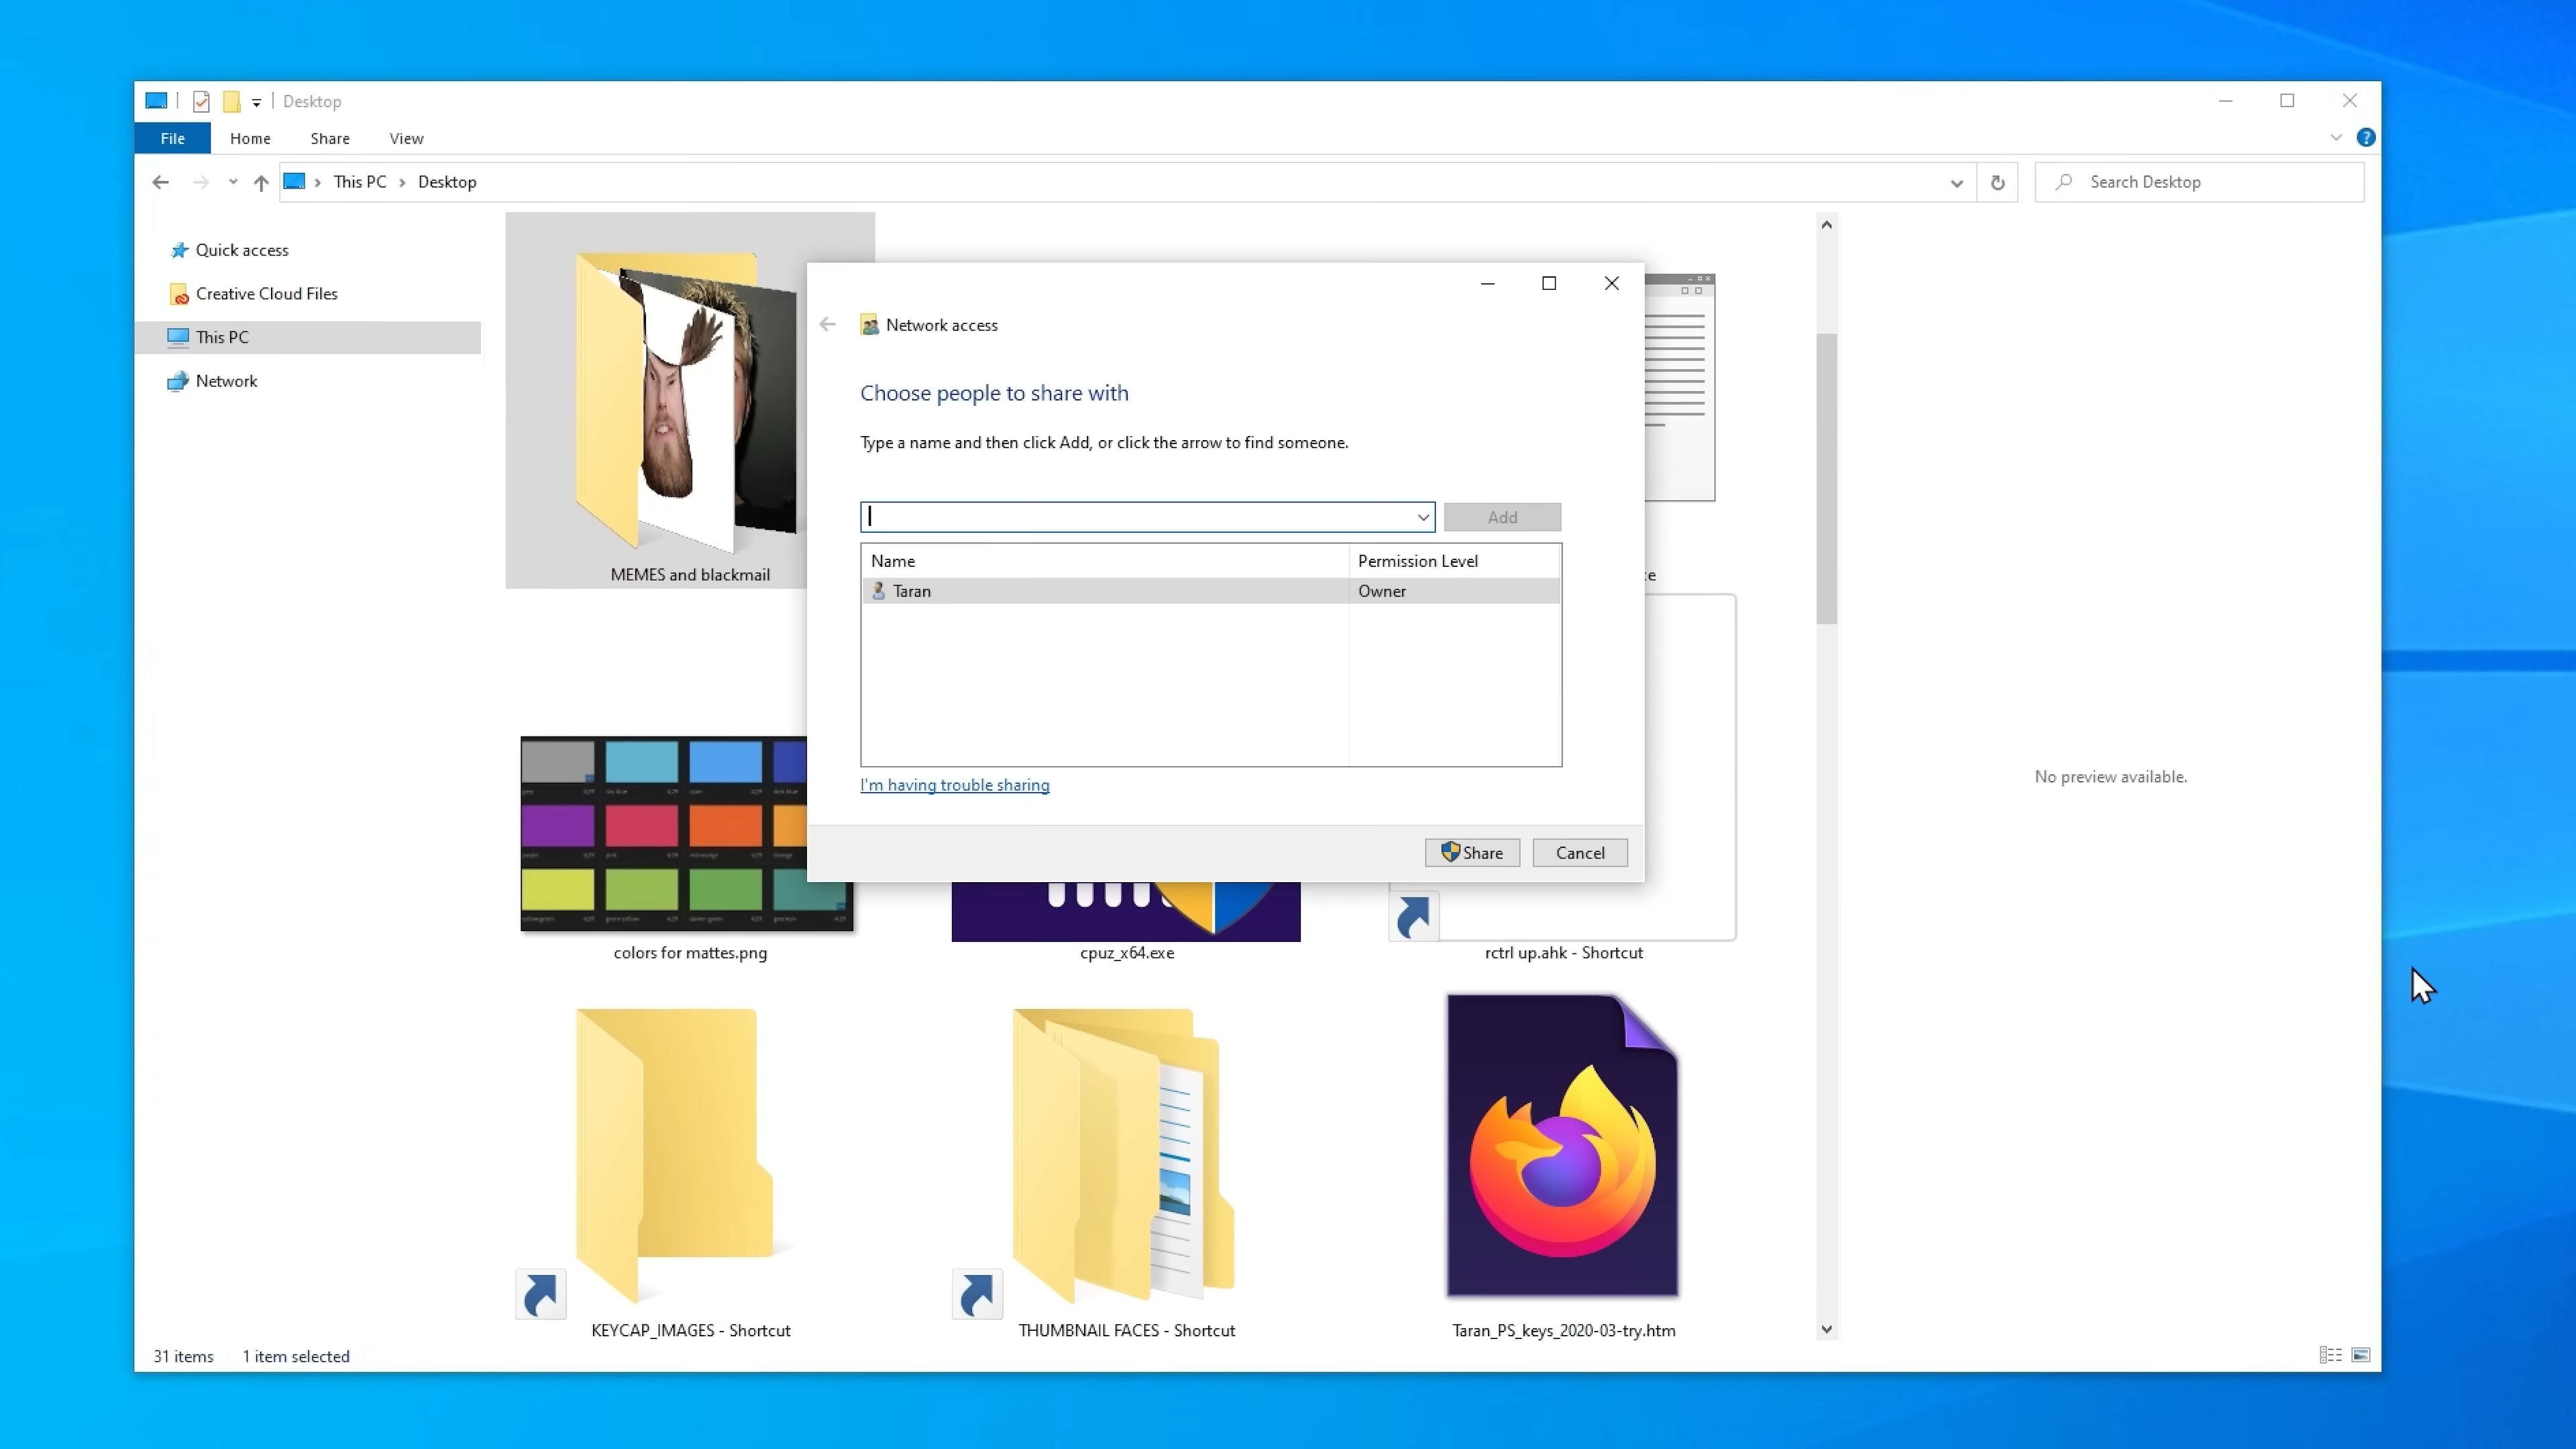 Desktop
File Home Share View
This PC Desktop
Search Desktop
Quick access
Creative Cloud Files
This PC
Network
Network access
Choose people to share with
Type a name and then click Add, or click the arrow to find someone.
Add
Name Permission Level
Taran Owner
I'm having trouble sharing
Share Cancel
MEMES and blackmail
No preview available.
colors for mattes.png
cpuz_x64.exe
rctrl up.ahk - Shortcut
KEYCAP_IMAGES - Shortcut
THUMBNAIL FACES - Shortcut
Taran_PS_keys_2020-03-try.htm
31 items 1 item selected